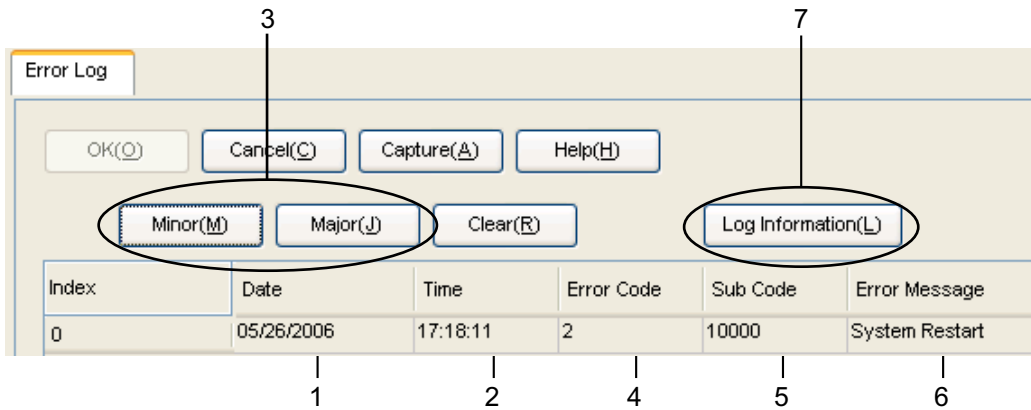 3 7
Error Log
OK(O) Cancel(C) Capture(A) Help(H)
Minor(M) Major(J) Clear(R) Log Information(L)
Index Date Time Error Code Sub Code Error Message
0 05/26/2006 17:18:11 2 10000 System Restart
1 2 4 5 6